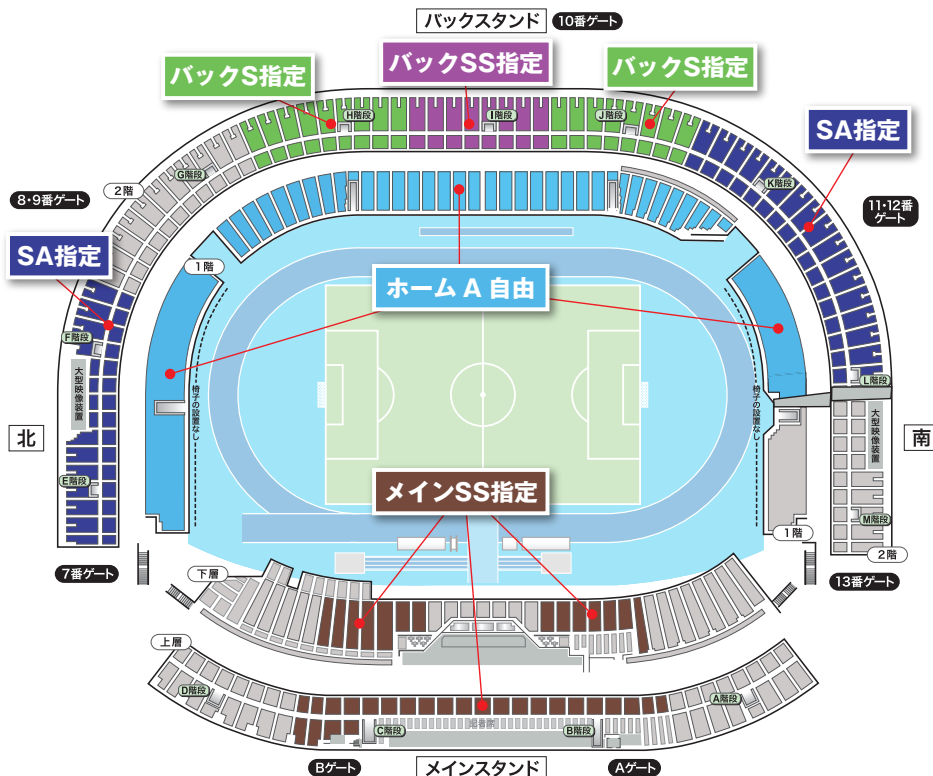 バックスタンド 10番ゲート
バックS指定
バックSS指定
バックS指定
SA指定
H階段
I階段
J階段
G階段
K階段
2階
8・9番ゲート
11・12番
ゲート
SA指定
1階
ホーム A 自由
F階段
大型映像装置
椅子の設置なし
椅子の設置なし
L階段
大型映像装置
北
南
メインSS指定
E階段
M階段
1階
2階
7番ゲート
13番ゲート
下層
上層
D階段
A階段
記者席
C階段
B階段
Bゲート
メインスタンド
Aゲート